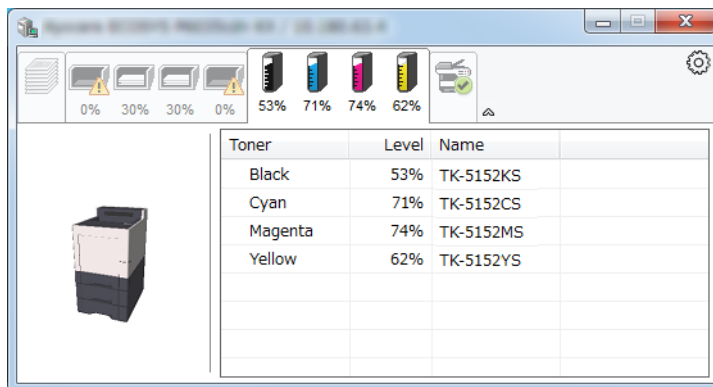 0% 30% 30% 0% 53% 71% 74% 62%
Toner Level Name
Black 53% TK-5152KS
Cyan 71% TK-5152CS
Magenta 74% TK-5152MS
Yellow 62% TK-5152YS